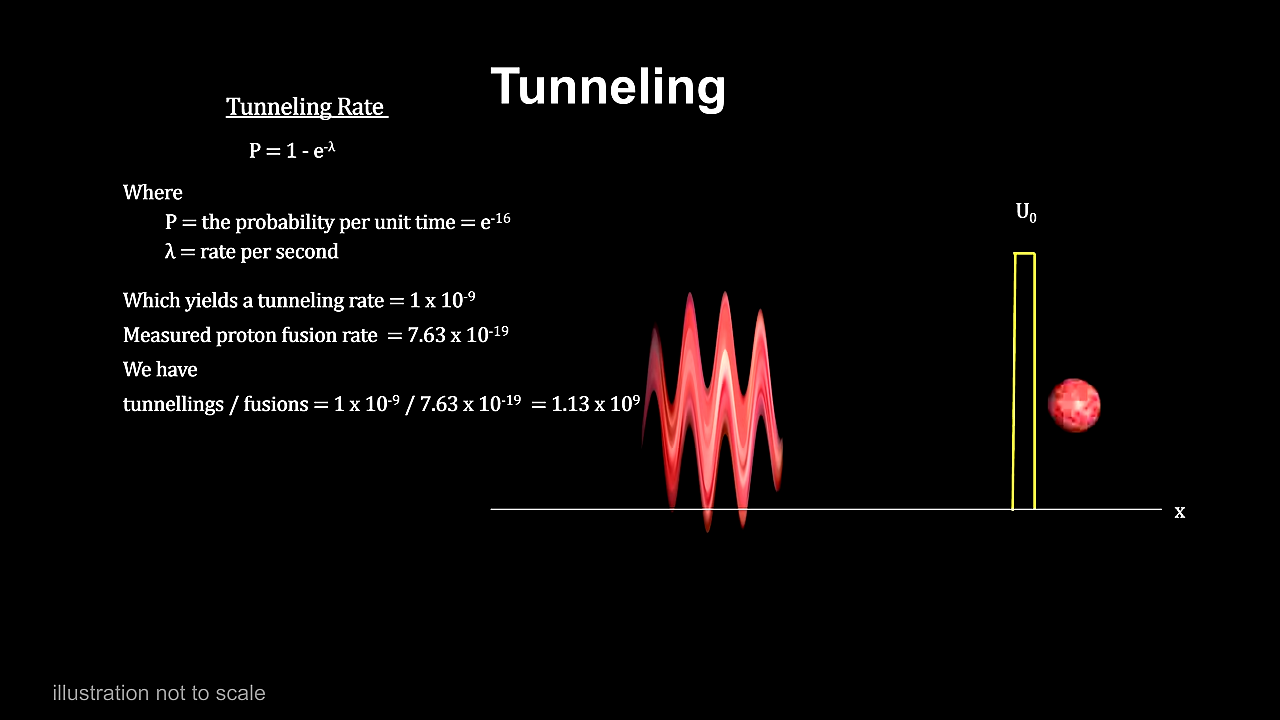 Tunneling
Tunneling Rate
P = 1 - e⁻λ
Where
P = the probability per unit time = e⁻¹⁶
λ = rate per second
Which yields a tunneling rate = 1 x 10⁻⁹
Measured proton fusion rate = 7.63 x 10⁻¹⁹
We have
tunnellings / fusions = 1 x 10⁻⁹ / 7.63 x 10⁻¹⁹ = 1.13 x 10⁹
U₀
x
illustration not to scale